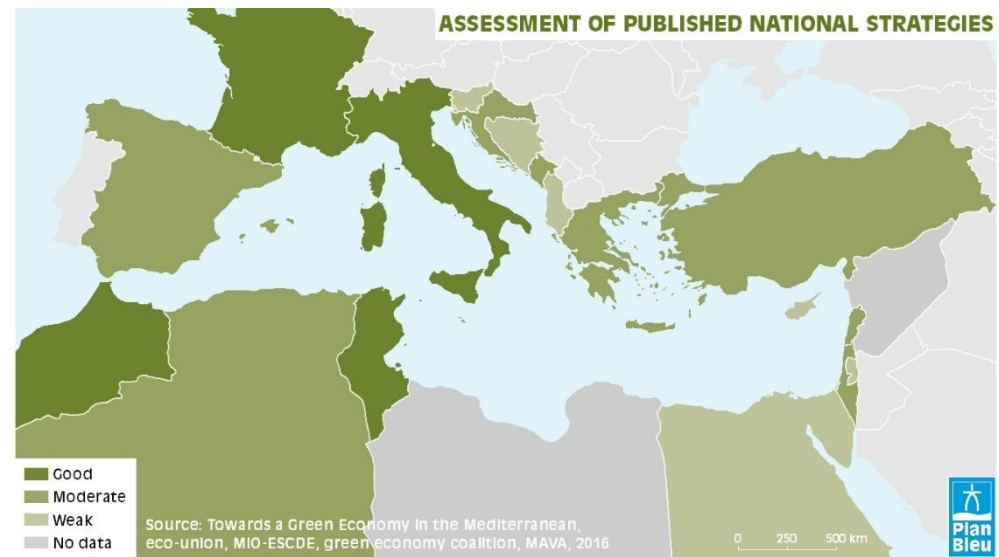 ASSESSMENT OF PUBLISHED NATIONAL STRATEGIES
Good
Moderate
Weak
No data
Source: Towards a Green Economy in the Mediterranean,
eco-union, MIO-ESCDE, green economy coalition, MAVA, 2016
0 250 500 km
Plan
Bleu